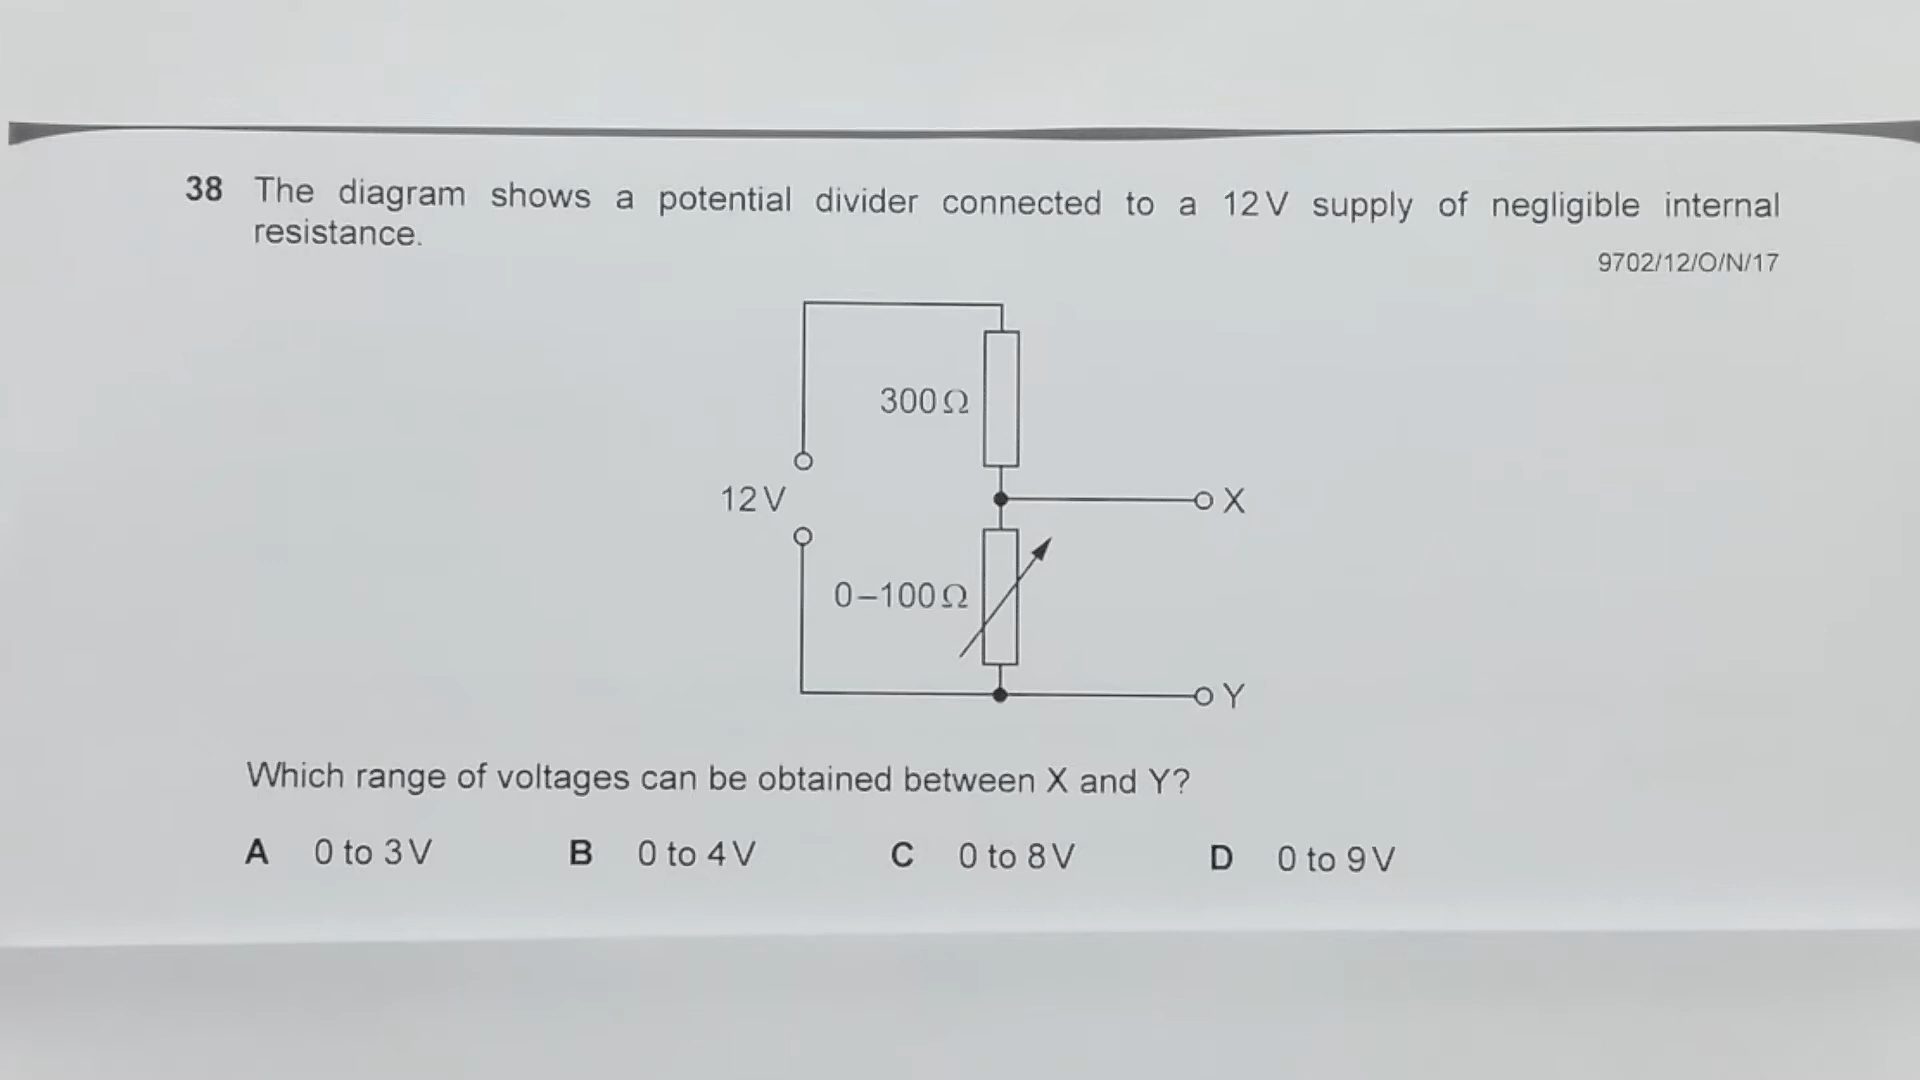 38 The diagram shows a potential divider connected to a 12 V supply of negligible internal
resistance.
9702/12/O/N/17
300 Ω
12 V
X
0–100 Ω
Y
Which range of voltages can be obtained between X and Y?
A 0 to 3 V B 0 to 4 V C 0 to 8 V D 0 to 9 V